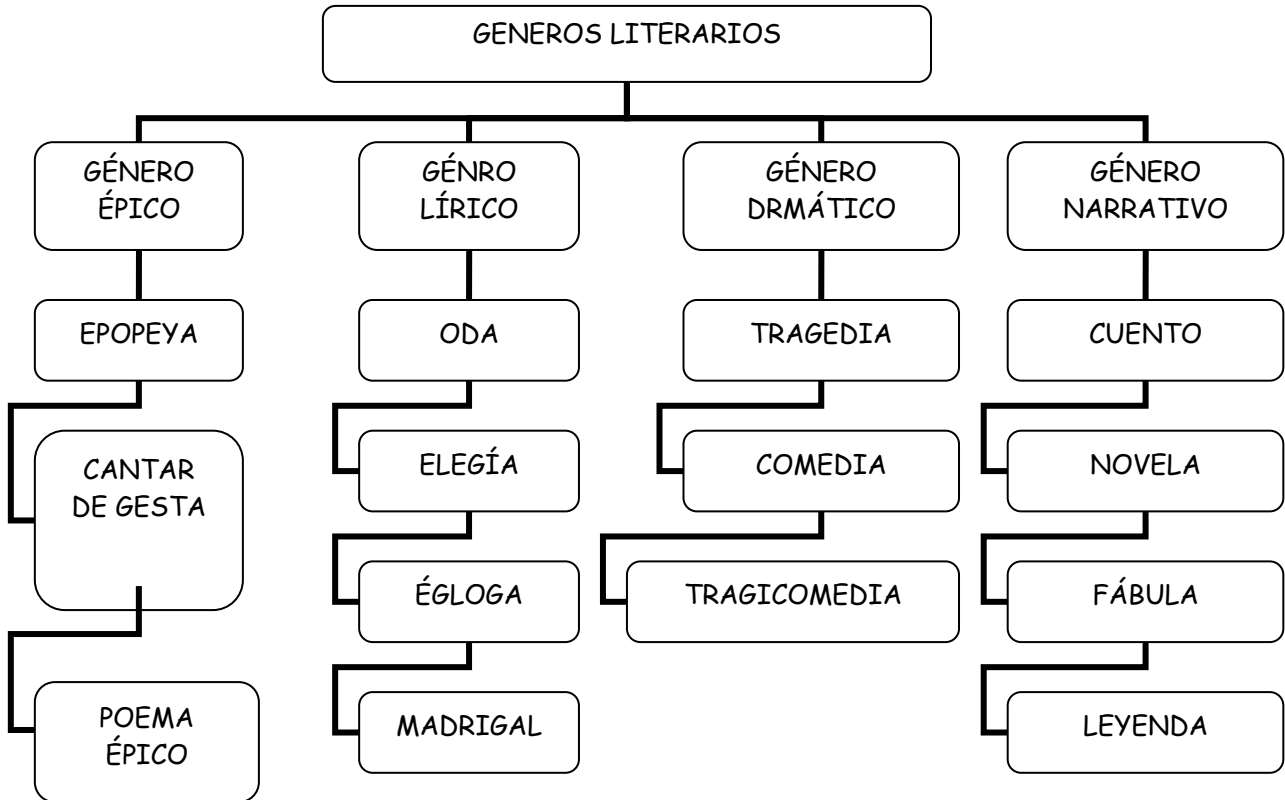 GENEROS LITERARIOS
GÉNERO
ÉPICO
GÉNRO
LÍRICO
GÉNERO
DRMÁTICO
GÉNERO
NARRATIVO
EPOPEYA
ODA
TRAGEDIA
CUENTO
CANTAR
DE GESTA
ELEGÍA
COMEDIA
NOVELA
ÉGLOGA
TRAGICOMEDIA
FÁBULA
POEMA
ÉPICO
MADRIGAL
LEYENDA